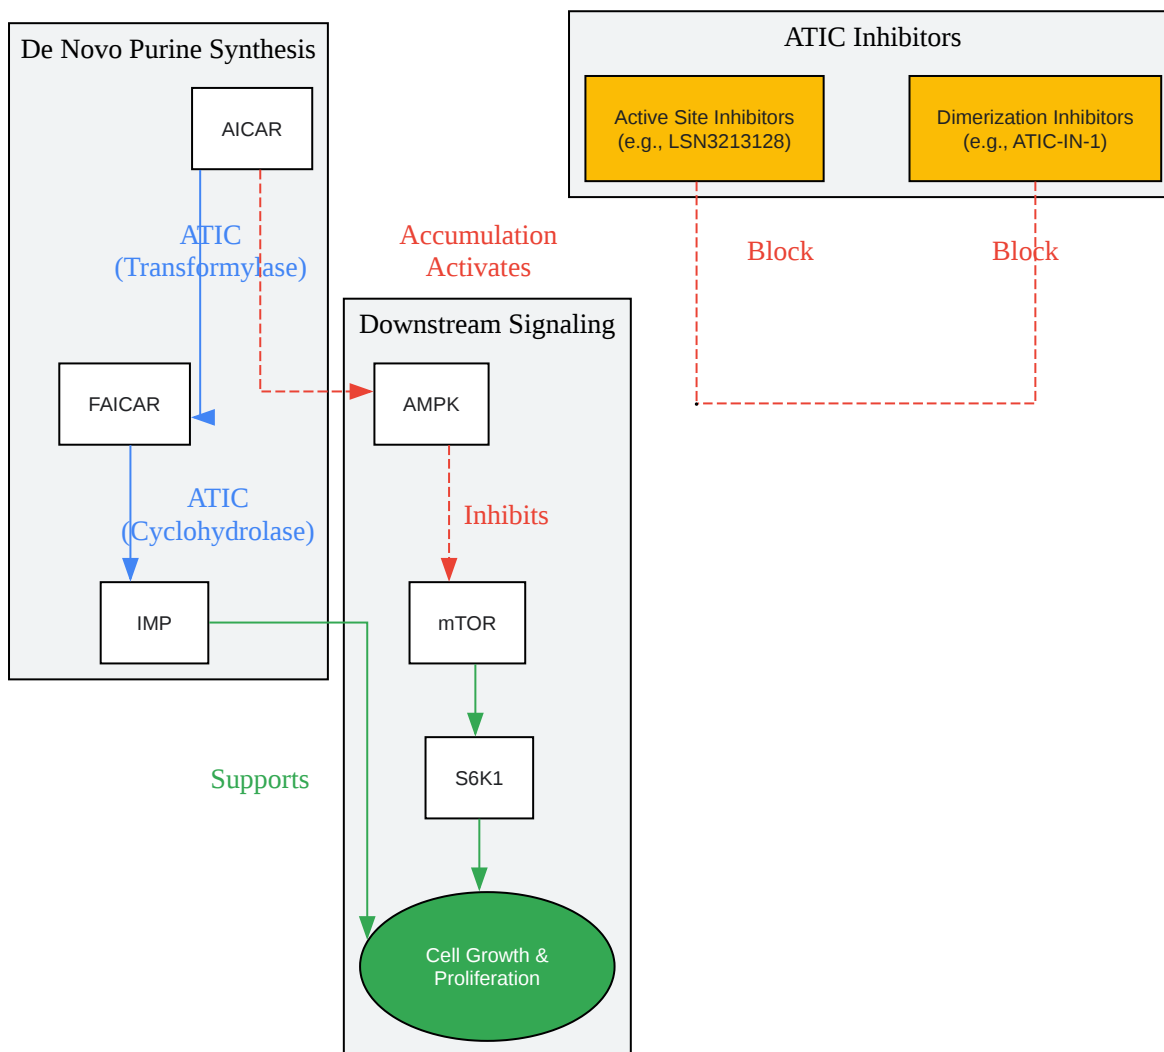 De Novo Purine Synthesis
AICAR
ATIC
(Transformylase)
FAICAR
ATIC
(Cyclohydrolase)
IMP
Supports
Accumulation
Activates
Downstream Signaling
AMPK
Inhibits
mTOR
S6K1
Cell Growth &
Proliferation
ATIC Inhibitors
Active Site Inhibitors
(e.g., LSN3213128)
Dimerization Inhibitors
(e.g., ATIC-IN-1)
Block
Block